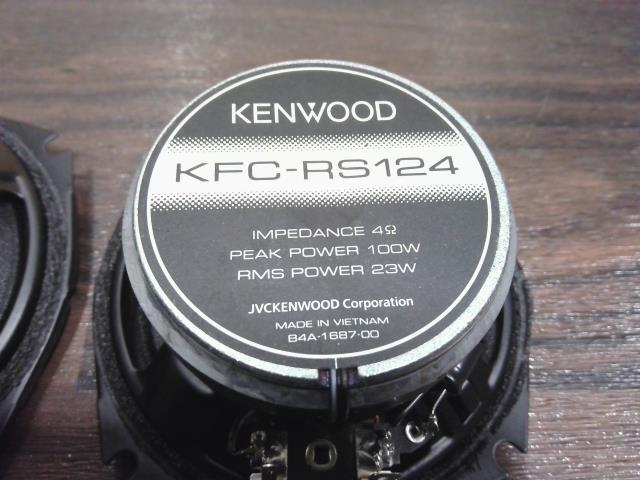 KENWOOD
KFC-RS124
IMPEDANCE 4Ω
PEAK POWER 100W
RMS POWER 23W
JVCKENWOOD Corporation
MADE IN VIETNAM
B4A-1687-00